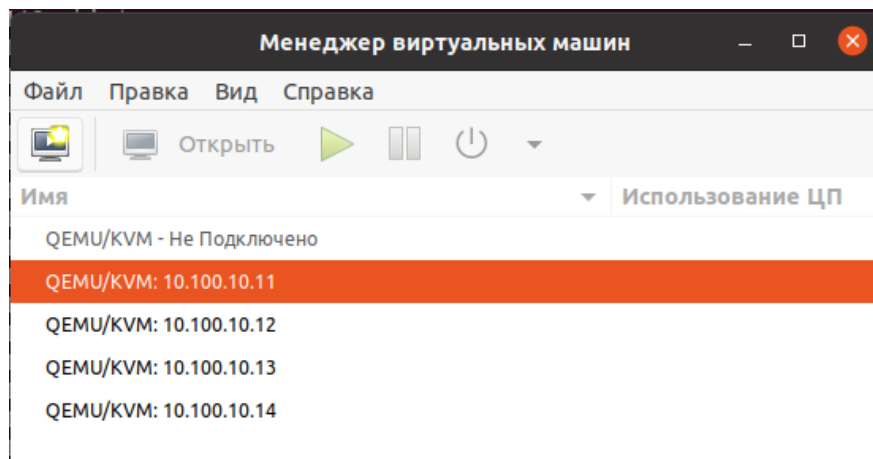 Менеджер виртуальных машин
Файл Правка Вид Справка
Открыть
Имя Использование ЦП
QEMU/KVM - Не Подключено
QEMU/KVM: 10.100.10.11
QEMU/KVM: 10.100.10.12
QEMU/KVM: 10.100.10.13
QEMU/KVM: 10.100.10.14